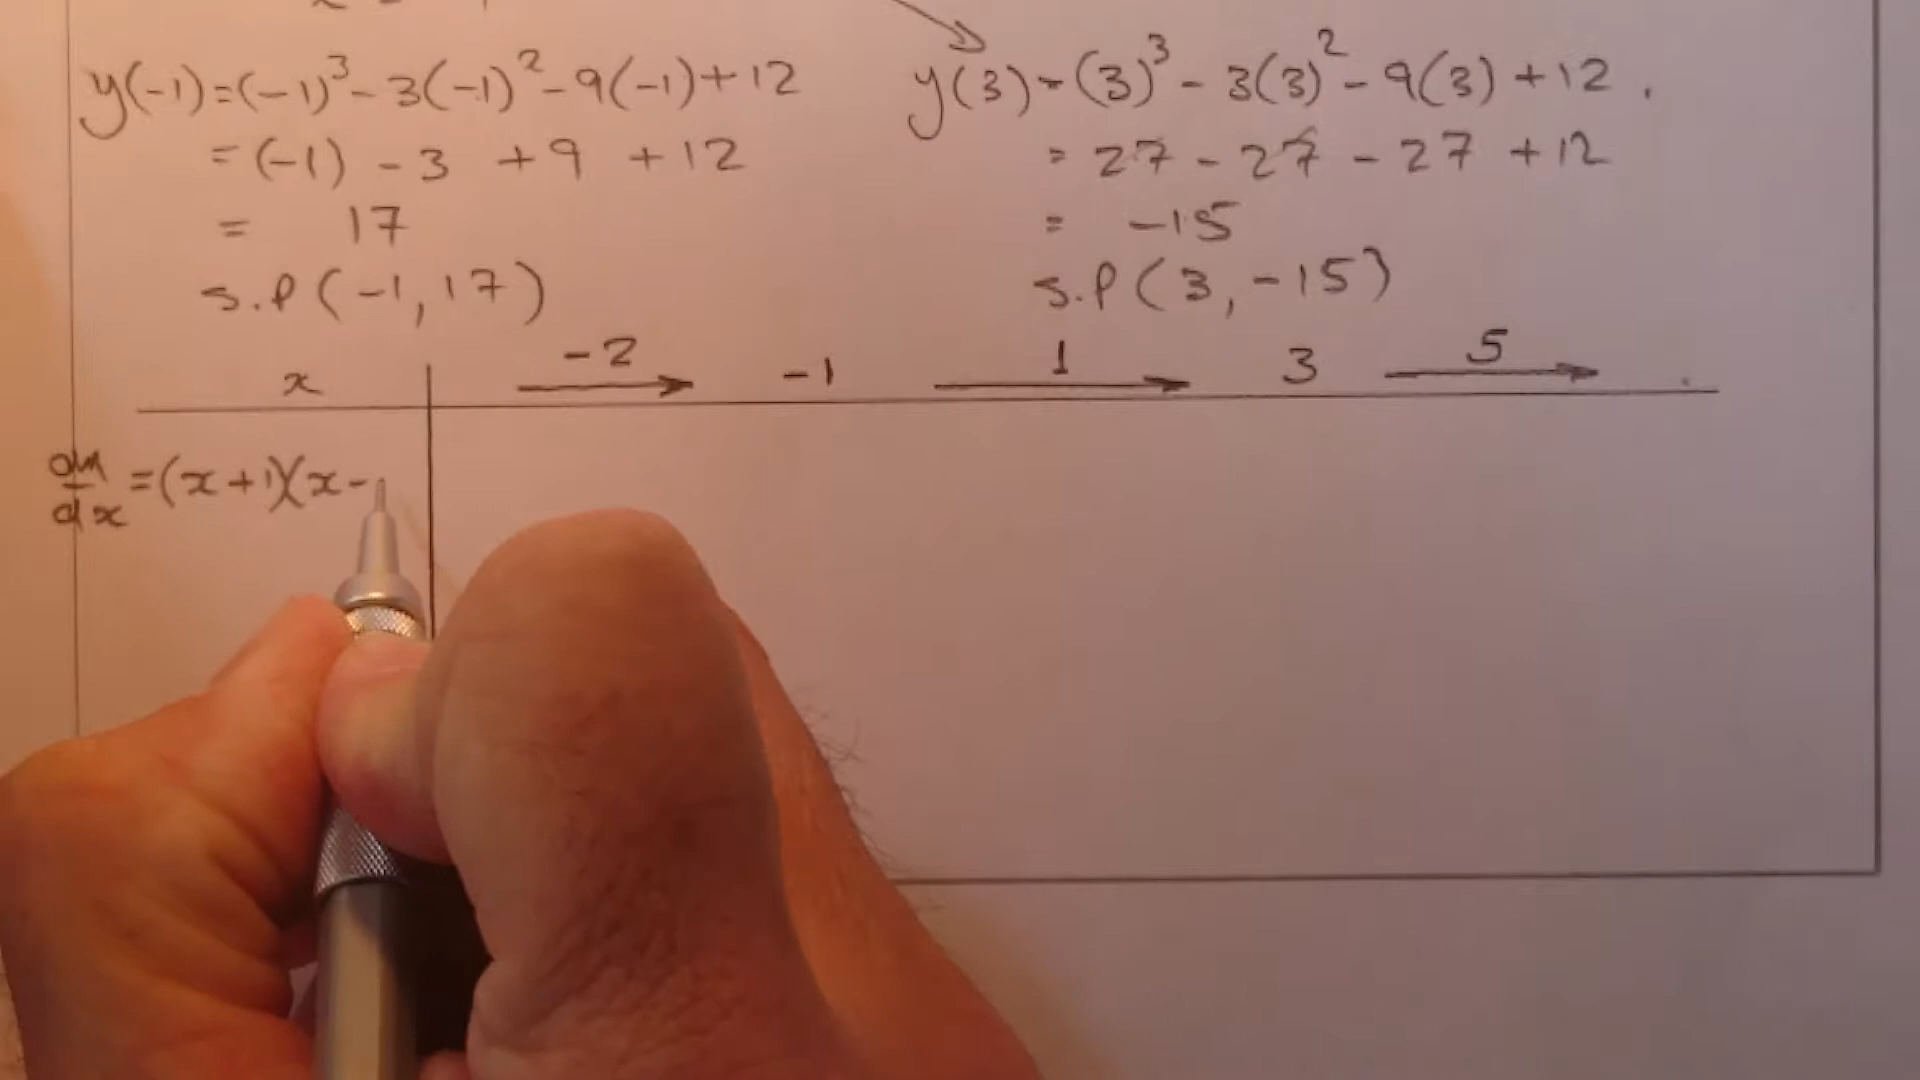 y(-1)=(-1)³-3(-1)²-9(-1)+12
=(-1) -3 +9 +12
= 17
s.p(-1,17)
y(3)-(3)³-3(3)²-9(3)+12.
= 27-27-27+12
= -15
s.p(3,-15)
x -2 -1 1 3 5
=(x+1)(x-
dx